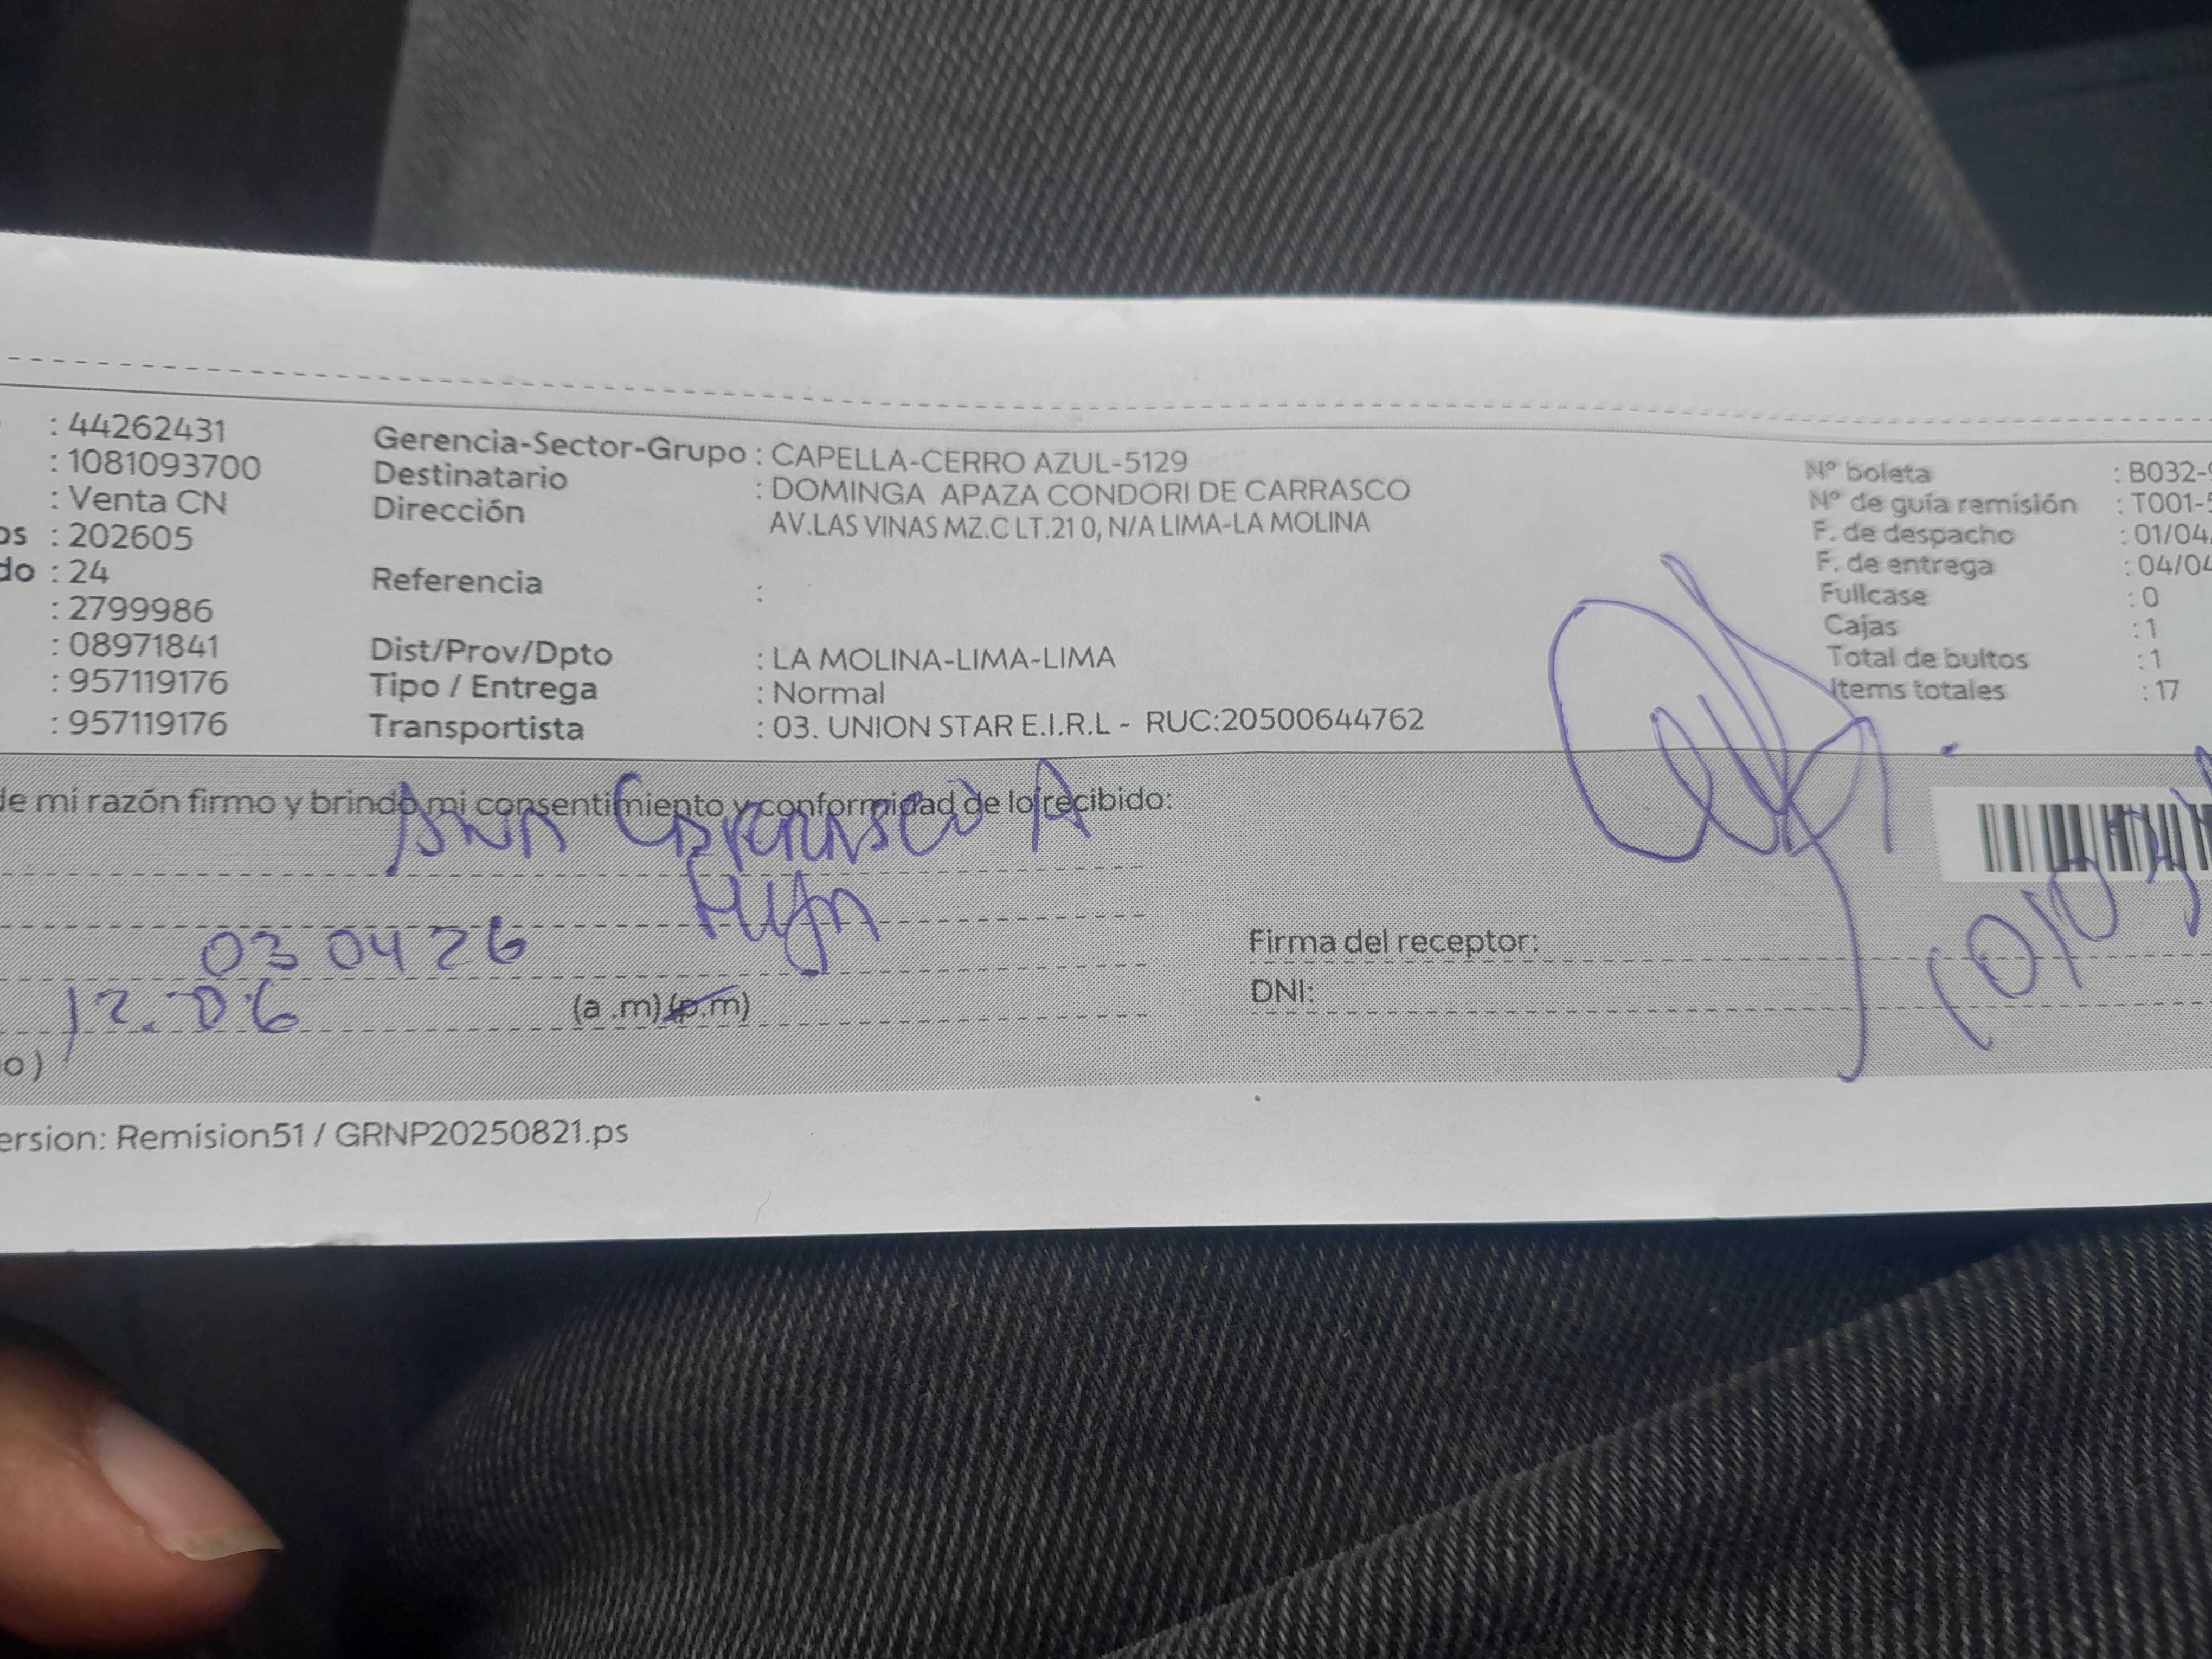 : 44262431
: 1081093700
: Venta CN
os : 202605
do : 24
: 2799986
: 08971841
: 957119176
: 957119176
Gerencia-Sector-Grupo : CAPELLA-CERRO AZUL-5129
Destinatario : DOMINGA APAZA CONDORI DE CARRASCO
Dirección AV.LAS VINAS MZ.C LT.21 0, N/A LIMA-LA MOLINA
Referencia :
Dist/Prov/Dpto : LA MOLINA-LIMA-LIMA
Tipo / Entrega : Normal
Transportista : 03. UNION STAR E.I.R.L - RUC:20500644762
Nº boleta : B032-
Nº de guía remisión : T001-
F. de despacho : 01/04
F. de entrega : 04/04
Fullcase : 0
Cajas : 1
Total de bultos : 1
Items totales : 17
de mi razón firmo y brindo mi consentimiento y conformidad de lo recibido:
Ana Carrasco A
Hija
03 04 26
12.06 (a .m) (p.m)
o)
Firma del receptor:
DNI:
ersion: Remision51 / GRNP20250821.ps